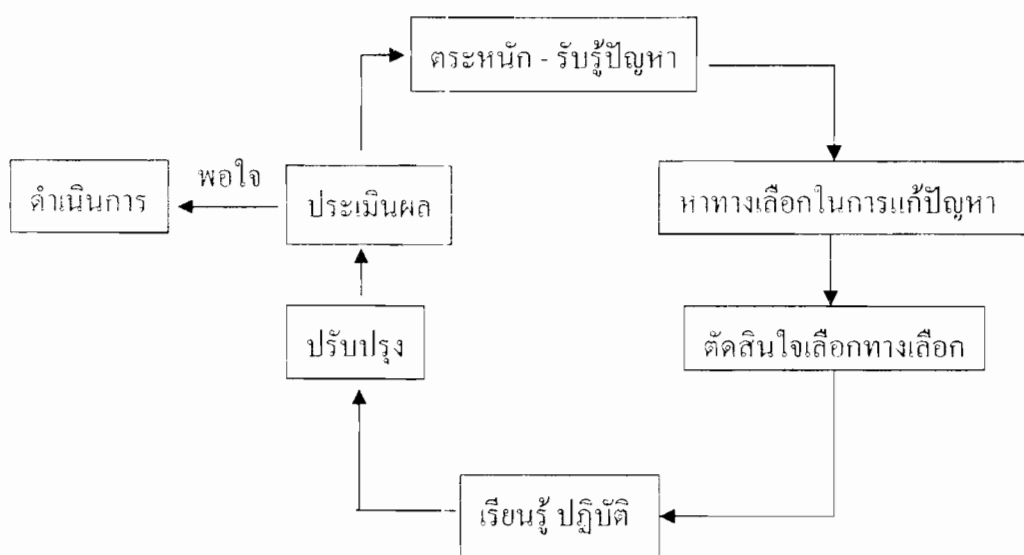 ตระหนัก - รับรู้ปัญหา
หาทางเลือกในการแก้ปัญหา
ตัดสินใจเลือกทางเลือก
เรียนรู้ ปฏิบัติ
ปรับปรุง
ประเมินผล
พอใจ
ดำเนินการ